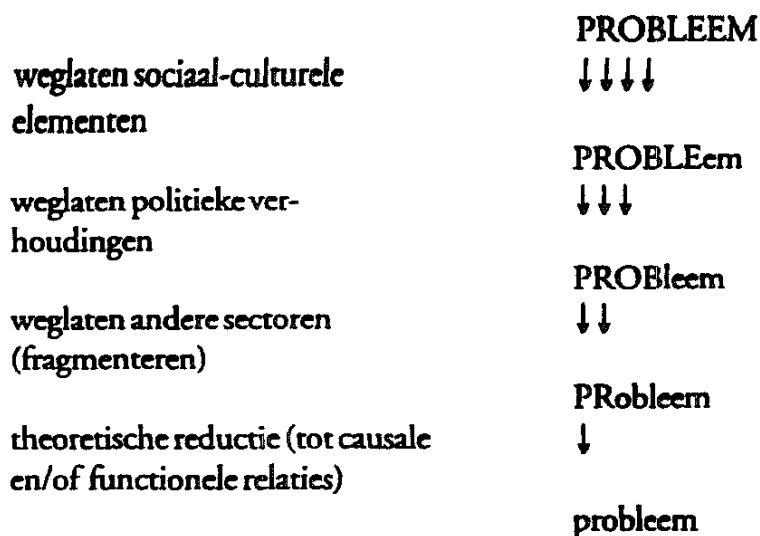 PROBLEEM
weglaten sociaal-culturele
↓↓↓↓
elementen
PROBLEem
weglaten politieke ver-
↓↓↓
houdingen
PROBleem
weglaten andere sectoren
↓↓
(fragmenteren)
PRobleem
theoretische reductie (tot causale
↓
en/of functionele relaties)
probleem